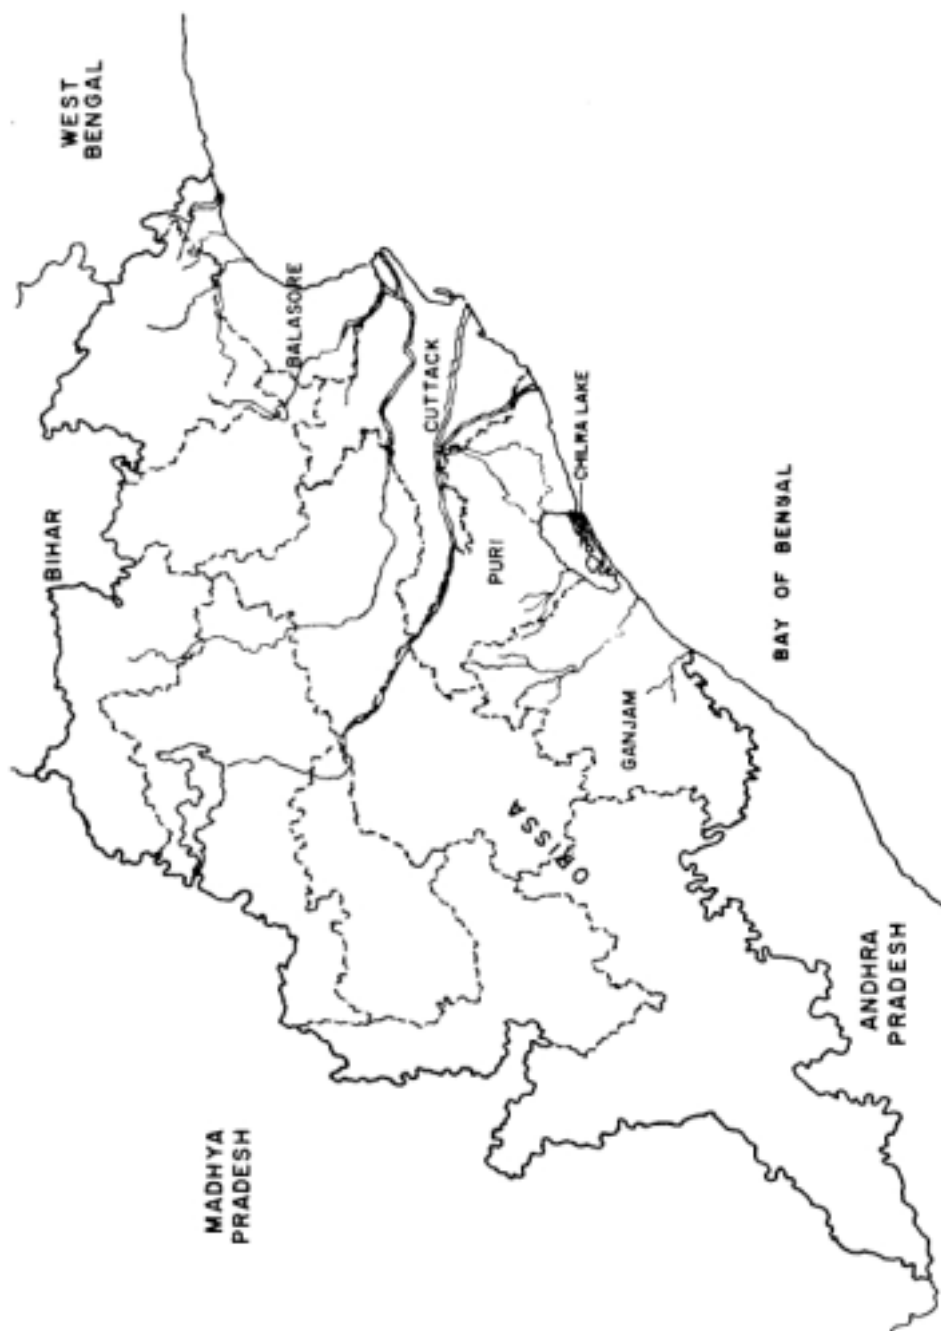 BIHAR
WEST
BENGAL
MADHYA
PRADESH
BALASORE
CUTTACK
PURI
ORISSA
CHILKA LAKE
GANJAM
BAY OF BENGAL
ANDHRA
PRADESH